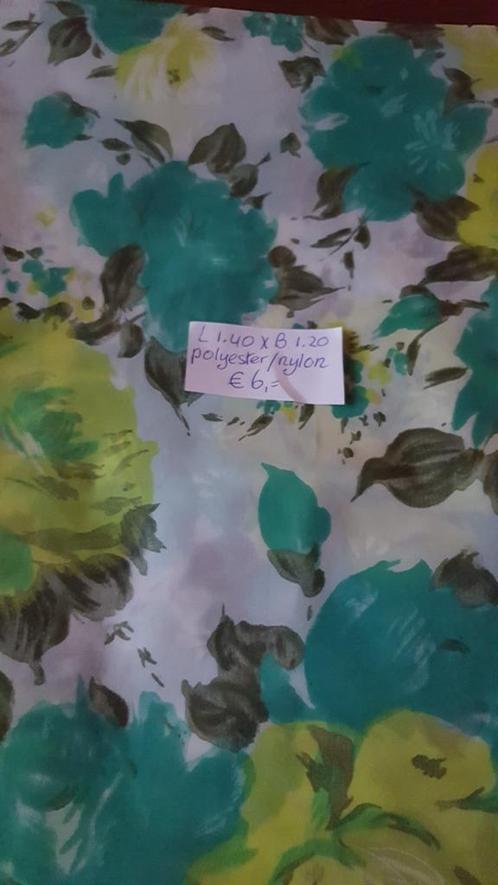 L 1.40 x B 1.20
polyester/nylon
€ 6,=